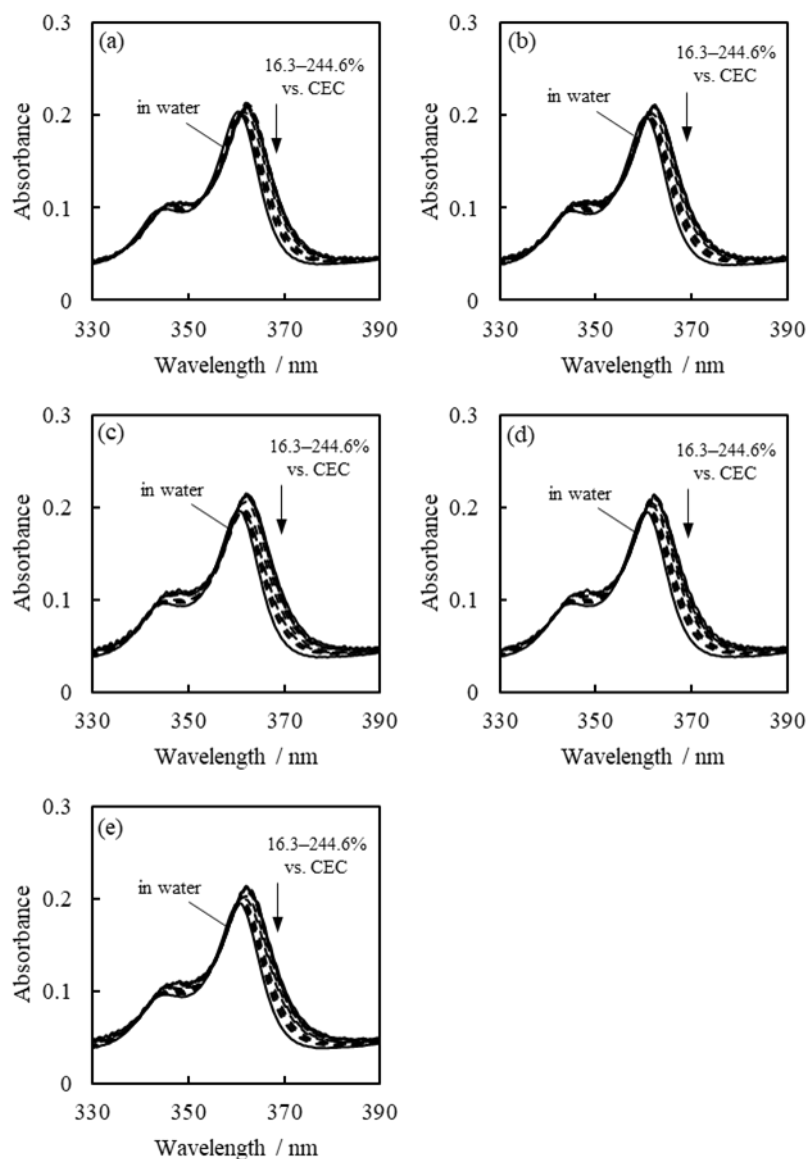 (a)
16.3–244.6%
vs. CEC
in water
Absorbance
0.3
0.2
0.1
0
330 350 370 390
Wavelength / nm
(b)
16.3–244.6%
vs. CEC
in water
Absorbance
0.3
0.2
0.1
0
330 350 370 390
Wavelength / nm
(c)
16.3–244.6%
vs. CEC
in water
Absorbance
0.3
0.2
0.1
0
330 350 370 390
Wavelength / nm
(d)
16.3–244.6%
vs. CEC
in water
Absorbance
0.3
0.2
0.1
0
330 350 370 390
Wavelength / nm
(e)
16.3–244.6%
vs. CEC
in water
Absorbance
0.3
0.2
0.1
0
330 350 370 390
Wavelength / nm